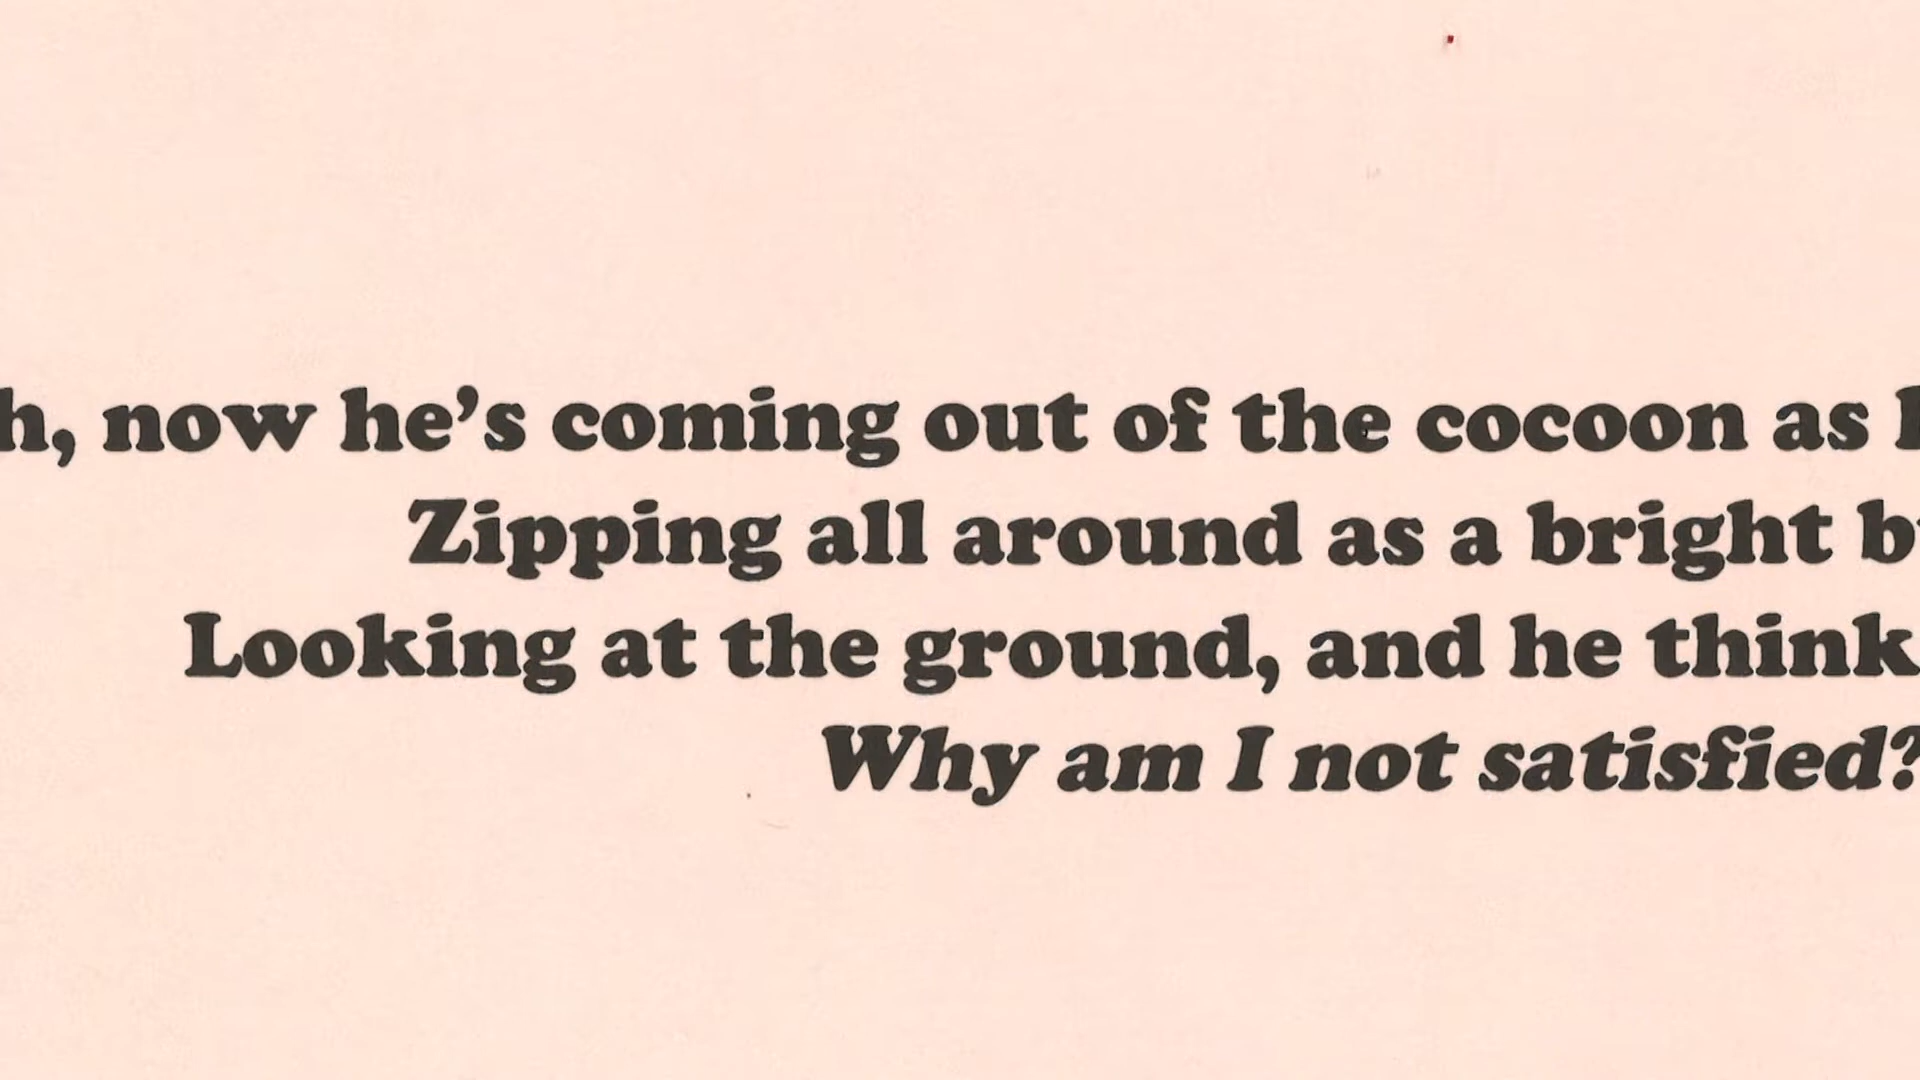 h, now he’s coming out of the cocoon as
Zipping all around as a bright
Looking at the ground, and he think
Why am I not satisfied?